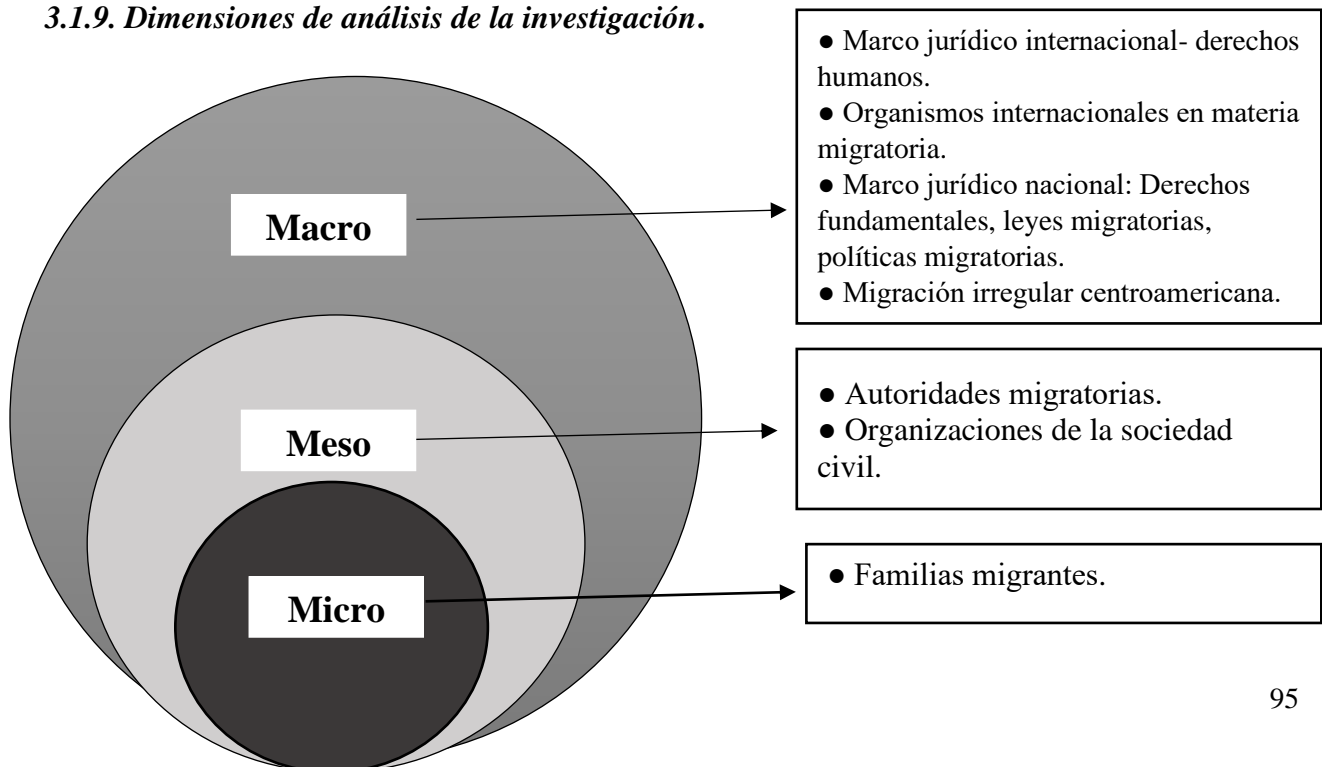 3.1.9. Dimensiones de análisis de la investigación.
Macro
● Marco jurídico internacional- derechos
humanos.
● Organismos internacionales en materia
migratoria.
● Marco jurídico nacional: Derechos
fundamentales, leyes migratorias,
políticas migratorias.
● Migración irregular centroamericana.
Meso
● Autoridades migratorias.
● Organizaciones de la sociedad
civil.
Micro
● Familias migrantes.
95